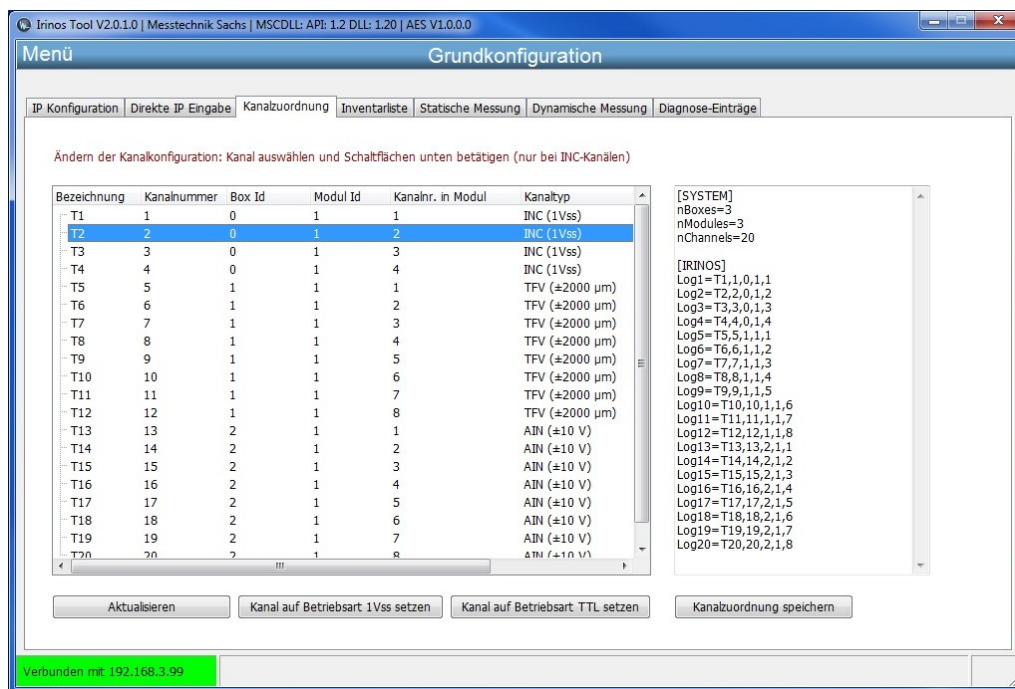 Irinos Tool V2.0.1.0 | Messtechnik Sachs | MSCDLL: API: 1.2 DLL: 1.20 | AES V1.0.0.0
Menü Grundkonfiguration
IP Konfiguration Direkte IP Eingabe Kanalzuordnung Inventarliste Statische Messung Dynamische Messung Diagnose-Einträge
Ändern der Kanalkonfiguration: Kanal auswählen und Schaltflächen unten betätigen (nur bei INC-Kanälen)
Bezeichnung Kanalnummer Box Id Modul Id Kanalnr. in Modul Kanaltyp
T1 1 0 1 1 INC (1Vss)
T2 2 0 1 2 INC (1Vss)
T3 3 0 1 3 INC (1Vss)
T4 4 0 1 4 INC (1Vss)
T5 5 1 1 1 TFV (±2000 µm)
T6 6 1 1 2 TFV (±2000 µm)
T7 7 1 1 3 TFV (±2000 µm)
T8 8 1 1 4 TFV (±2000 µm)
T9 9 1 1 5 TFV (±2000 µm)
T10 10 1 1 6 TFV (±2000 µm)
T11 11 1 1 7 TFV (±2000 µm)
T12 12 1 1 8 TFV (±2000 µm)
T13 13 2 1 1 AIN (±10 V)
T14 14 2 1 2 AIN (±10 V)
T15 15 2 1 3 AIN (±10 V)
T16 16 2 1 4 AIN (±10 V)
T17 17 2 1 5 AIN (±10 V)
T18 18 2 1 6 AIN (±10 V)
T19 19 2 1 7 AIN (±10 V)
T20 20 2 1 8 AIN (±10 V)
[SYSTEM]
nBoxes=3
nModules=3
nChannels=20
[IRINOS]
Log1=T1,1,0,1,1
Log2=T2,2,0,1,2
Log3=T3,3,0,1,3
Log4=T4,4,0,1,4
Log5=T5,5,1,1,1
Log6=T6,6,1,1,2
Log7=T7,7,1,1,3
Log8=T8,8,1,1,4
Log9=T9,9,1,1,5
Log10=T10,10,1,1,6
Log11=T11,11,1,1,7
Log12=T12,12,1,1,8
Log13=T13,13,2,1,1
Log14=T14,14,2,1,2
Log15=T15,15,2,1,3
Log16=T16,16,2,1,4
Log17=T17,17,2,1,5
Log18=T18,18,2,1,6
Log19=T19,19,2,1,7
Log20=T20,20,2,1,8
Aktualisieren Kanal auf Betriebsart 1Vss setzen Kanal auf Betriebsart TTL setzen Kanalzuordnung speichern
Verbunden mit 192.168.3.99